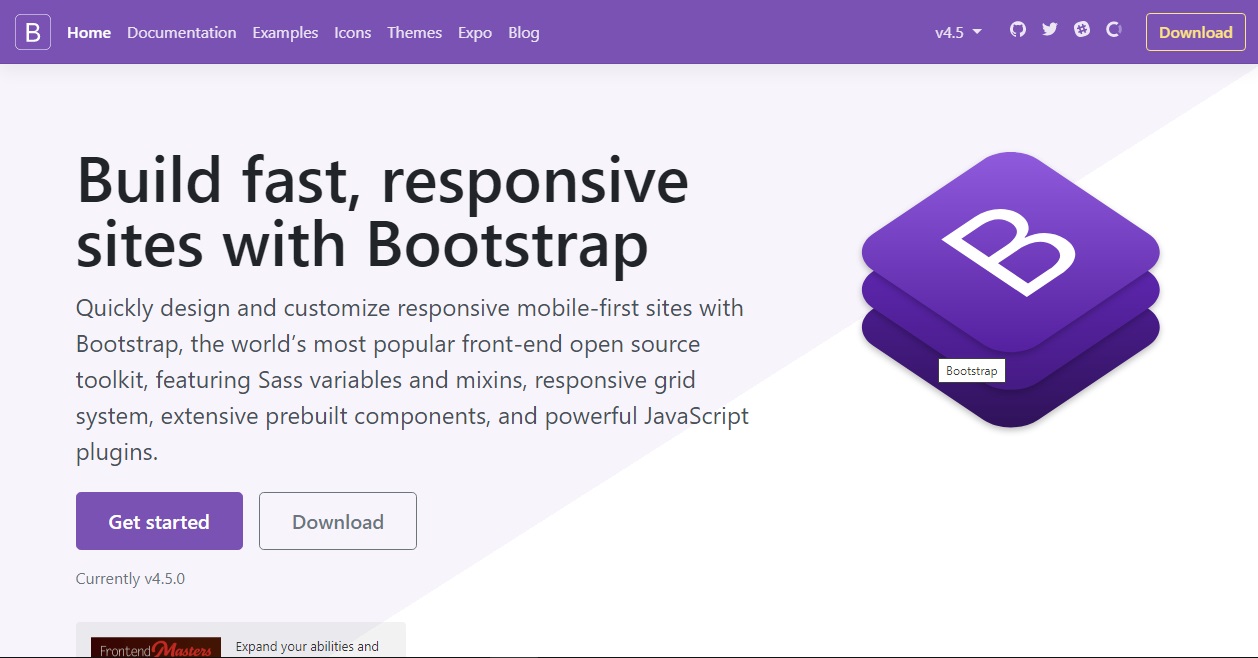 B Home Documentation Examples Icons Themes Expo Blog v4.5 Download
Build fast, responsive
sites with Bootstrap
Quickly design and customize responsive mobile-first sites with
Bootstrap, the world’s most popular front-end open source
toolkit, featuring Sass variables and mixins, responsive grid
system, extensive prebuilt components, and powerful JavaScript
plugins.
B
Bootstrap
Get started Download
Currently v4.5.0
Frontend Masters Expand your abilities and